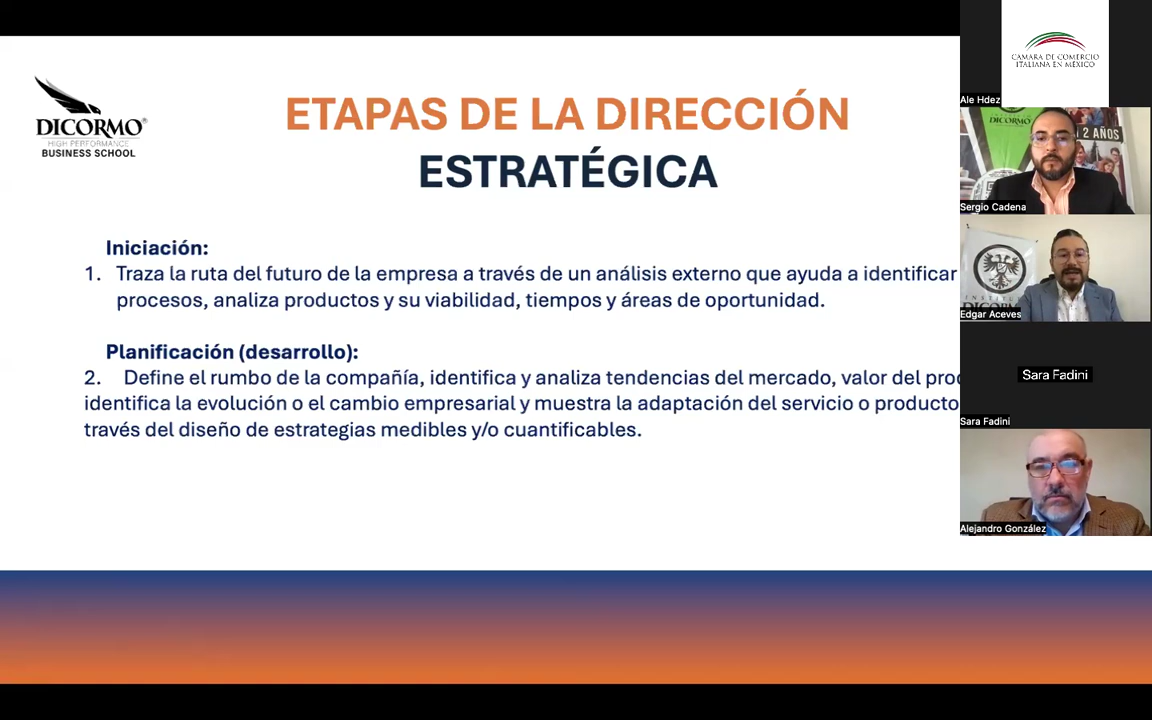 DICORMO®
HIGH PERFORMANCE
BUSINESS SCHOOL
ETAPAS DE LA DIRECCIÓN
ESTRATÉGICA
Iniciación:
1. Traza la ruta del futuro de la empresa a través de un análisis externo que ayuda a identificar
procesos, analiza productos y su viabilidad, tiempos y áreas de oportunidad.
Planificación (desarrollo):
2. Define el rumbo de la compañía, identifica y analiza tendencias del mercado, valor del
identifica la evolución o el cambio empresarial y muestra la adaptación del servicio o producto
través del diseño de estrategias medibles y/o cuantificables.
CAMARA DE COMERCIO
ITALIANA EN MÉXICO
Ale Hdez
DICORMO
2 AÑOS
Sergio Cadena
Edgar Aceves
Sara Fadini
Sara Fadini
Alejandro González